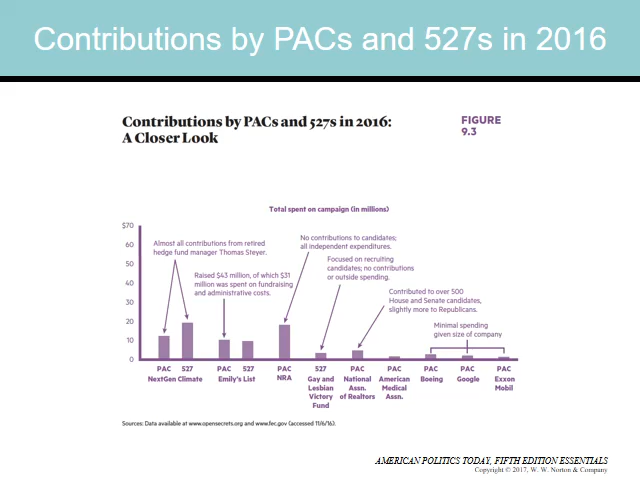 Contributions by PACs and 527s in 2016
Contributions by PACs and 527s in 2016:
A Closer Look
FIGURE
9.3
Total spent on campaign (in millions)
$70
60
50
40
30
20
10
0
Almost all contributions from retired
hedge fund manager Thomas Steyer.
Raised $43 million, of which $31
million was spent on fundraising
and administrative costs.
No contributions to candidates;
all independent expenditures.
Focused on recruiting
candidates; no contributions
or outside spending.
Contributed to over 500
House and Senate candidates,
slightly more to Republicans.
Minimal spending
given size of company
PAC 527
NextGen Climate
PAC 527
Emily's List
PAC
NRA
527
Gay and
Lesbian
Victory
Fund
PAC
National
Assn.
of Realtors
PAC
American
Medical
Assn.
PAC
Boeing
PAC
Google
PAC
Exxon
Mobil
Sources: Data available at www.opensecrets.org and www.fec.gov (accessed 11/6/16).
AMERICAN POLITICS TODAY, FIFTH EDITION ESSENTIALS
Copyright © 2017, W. W. Norton & Company